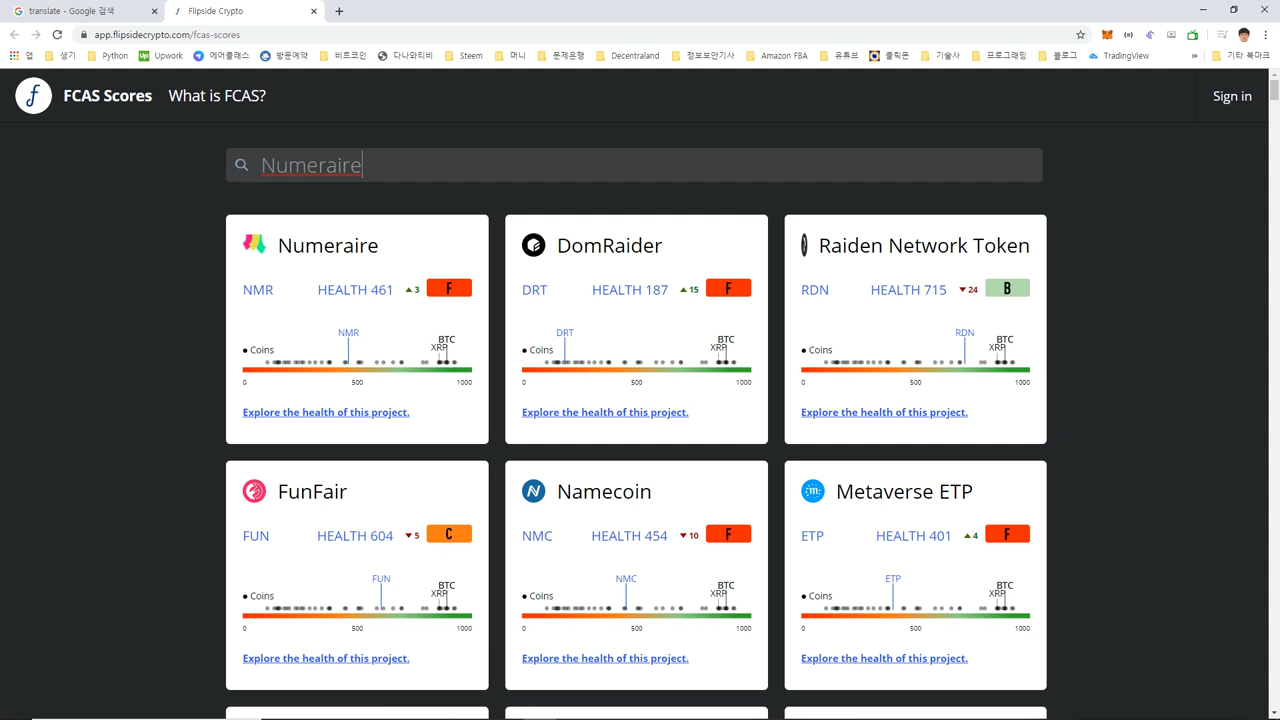 translate - Google 검색
Flipside Crypto
app.flipsidecrypto.com/fcas-scores
앱 생기 Python Upwork 에어클래스 방문예약 비트코인 다나와티비 Steem 머니 문제은행 Decentraland 정보보안기사 Amazon FBA 유튜브 클릭몬 기술사 프로그래밍 블로그 TradingView » 기타 북마크
FCAS Scores What is FCAS? Sign in
Numeraire
Numeraire
NMR HEALTH 461 ▲3 F
NMR
BTC
XRP
Coins
0 500 1000
Explore the health of this project.
DomRaider
DRT HEALTH 187 ▲15 F
DRT
BTC
XRP
Coins
0 500 1000
Explore the health of this project.
Raiden Network Token
RDN HEALTH 715 ▼24 B
RDN
BTC
XRP
Coins
0 500 1000
Explore the health of this project.
FunFair
FUN HEALTH 604 ▼5 C
FUN
BTC
XRP
Coins
0 500 1000
Explore the health of this project.
Namecoin
NMC HEALTH 454 ▼10 F
NMC
BTC
XRP
Coins
0 500 1000
Explore the health of this project.
Metaverse ETP
ETP HEALTH 401 ▲4 F
ETP
BTC
XRP
Coins
0 500 1000
Explore the health of this project.